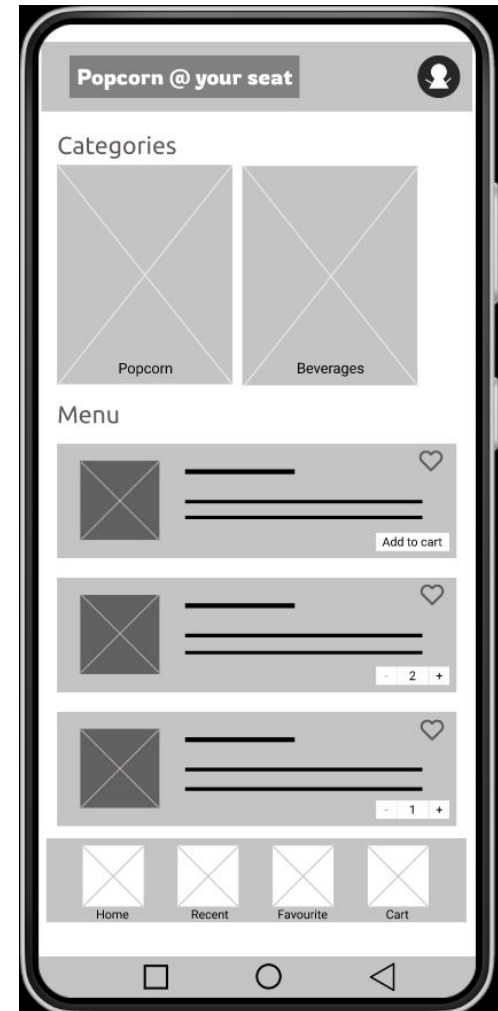 Popcorn @ your seat
Categories
Popcorn Beverages
Menu
Add to cart
- 2 +
- 1 +
Home Recent Favourite Cart